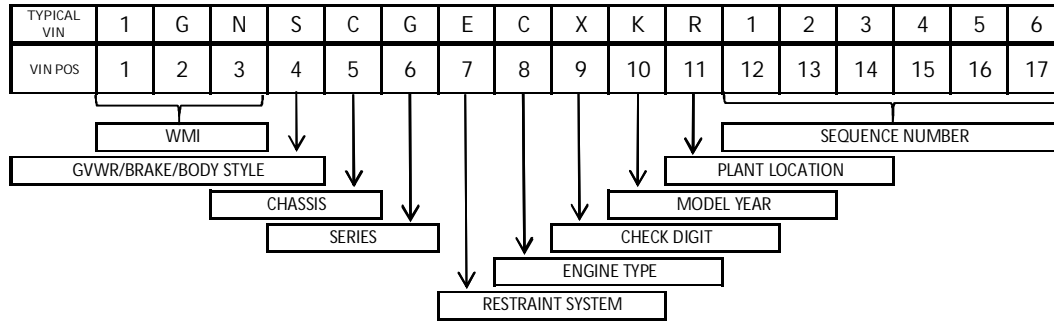 TYPICAL VIN 1 G N S C G E C X K R 1 2 3 4 5 6
VIN POS 1 2 3 4 5 6 7 8 9 10 11 12 13 14 15 16 17
WMI SEQUENCE NUMBER
GVWR/BRAKE/BODY STYLE PLANT LOCATION
CHASSIS MODEL YEAR
SERIES CHECK DIGIT
ENGINE TYPE
RESTRAINT SYSTEM